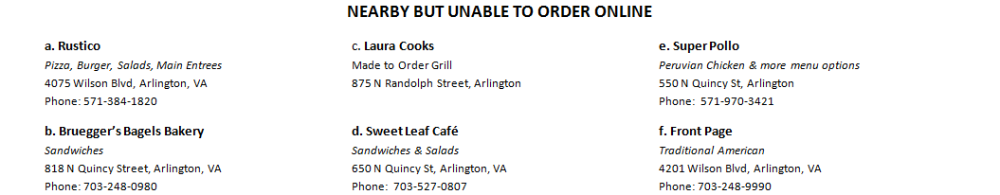 NEARBY BUT UNABLE TO ORDER ONLINE
a. Rustico
Pizza, Burger, Salads, Main Entrees
4075 Wilson Blvd, Arlington, VA
Phone: 571-384-1820
b. Bruegger’s Bagels Bakery
Sandwiches
818 N Quincy Street, Arlington, VA
Phone: 703-248-0980
c. Laura Cooks
Made to Order Grill
875 N Randolph Street, Arlington
d. Sweet Leaf Café
Sandwiches & Salads
650 N Quincy St, Arlington, VA
Phone: 703-527-0807
e. Super Pollo
Peruvian Chicken & more menu options
550 N Quincy St, Arlington
Phone: 571-970-3421
f. Front Page
Traditional American
4201 Wilson Blvd, Arlington, VA
Phone: 703-248-9990